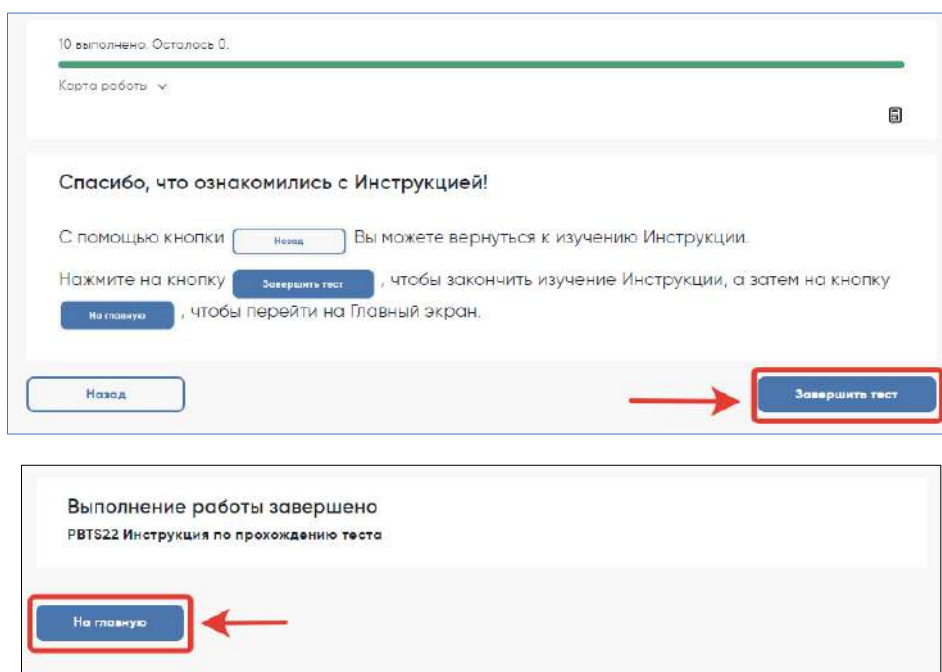 10 выполнено. Осталось 0.
Карта работы
Спасибо, что ознакомились с Инструкцией!
С помощью кнопки Назад Вы можете вернуться к изучению Инструкции.
Нажмите на кнопку Завершить тест , чтобы закончить изучение Инструкции, а затем на кнопку
На главную , чтобы перейти на Главный экран.
Назад Завершить тест
Выполнение работы завершено
PBTS22 Инструкция по прохождению теста
На главную